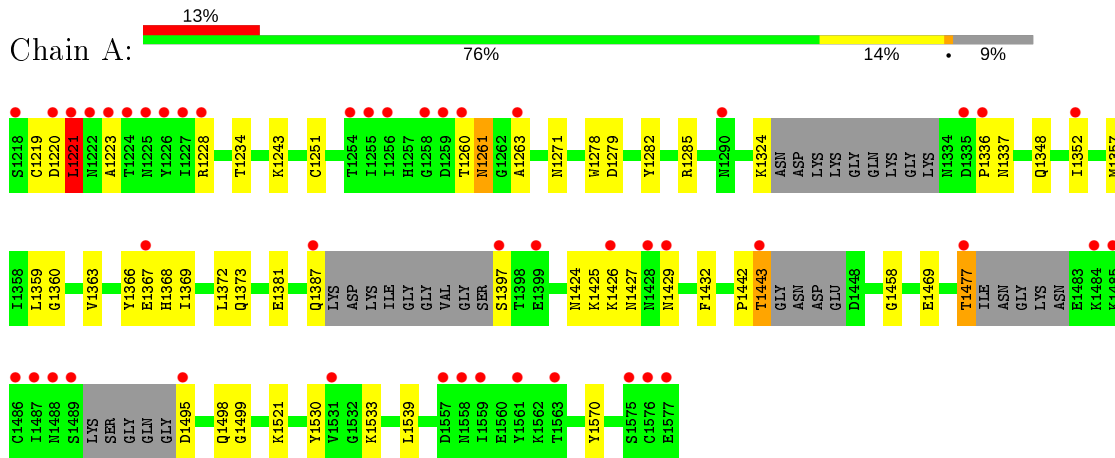 13%
Chain A:
76% 14% • 9%
S1218 C1219 D1220 L1221 N1222 A1223 T1224 N1225 Y1226 I1227 R1228 T1234 K1243 C1251 T1254 I1255 I1256 H1257 G1258 D1259 T1260 N1261 G1262 A1263 N1271 W1278 D1279 Y1282 R1285 N1290 K1324 ASN ASP LYS LYS GLY GLN LYS GLY LYS N1334 D1335 P1336 N1337 Q1348 I1352 M1357
I1358 L1359 G1360 V1363 Y1366 E1367 H1368 I1369 L1372 Q1373 E1381 Q1387 LYS ASP LYS ILE GLY GLY VAL GLY SER S1397 T1398 E1399 N1424 K1425 K1426 N1427 N1428 N1429 F1432 P1442 T1443 GLY ASN ASP GLU D1448 G1458 E1469 T1477 ILE ASN GLY LYS ASN E1483 K1484 K1485
C1486 I1487 N1488 S1489 LYS SER GLY GLN GLY D1495 Q1498 G1499 K1521 Y1530 V1531 G1532 K1533 L1539 D1557 N1558 I1559 E1560 Y1561 K1562 T1563 Y1570 S1575 C1576 E1577